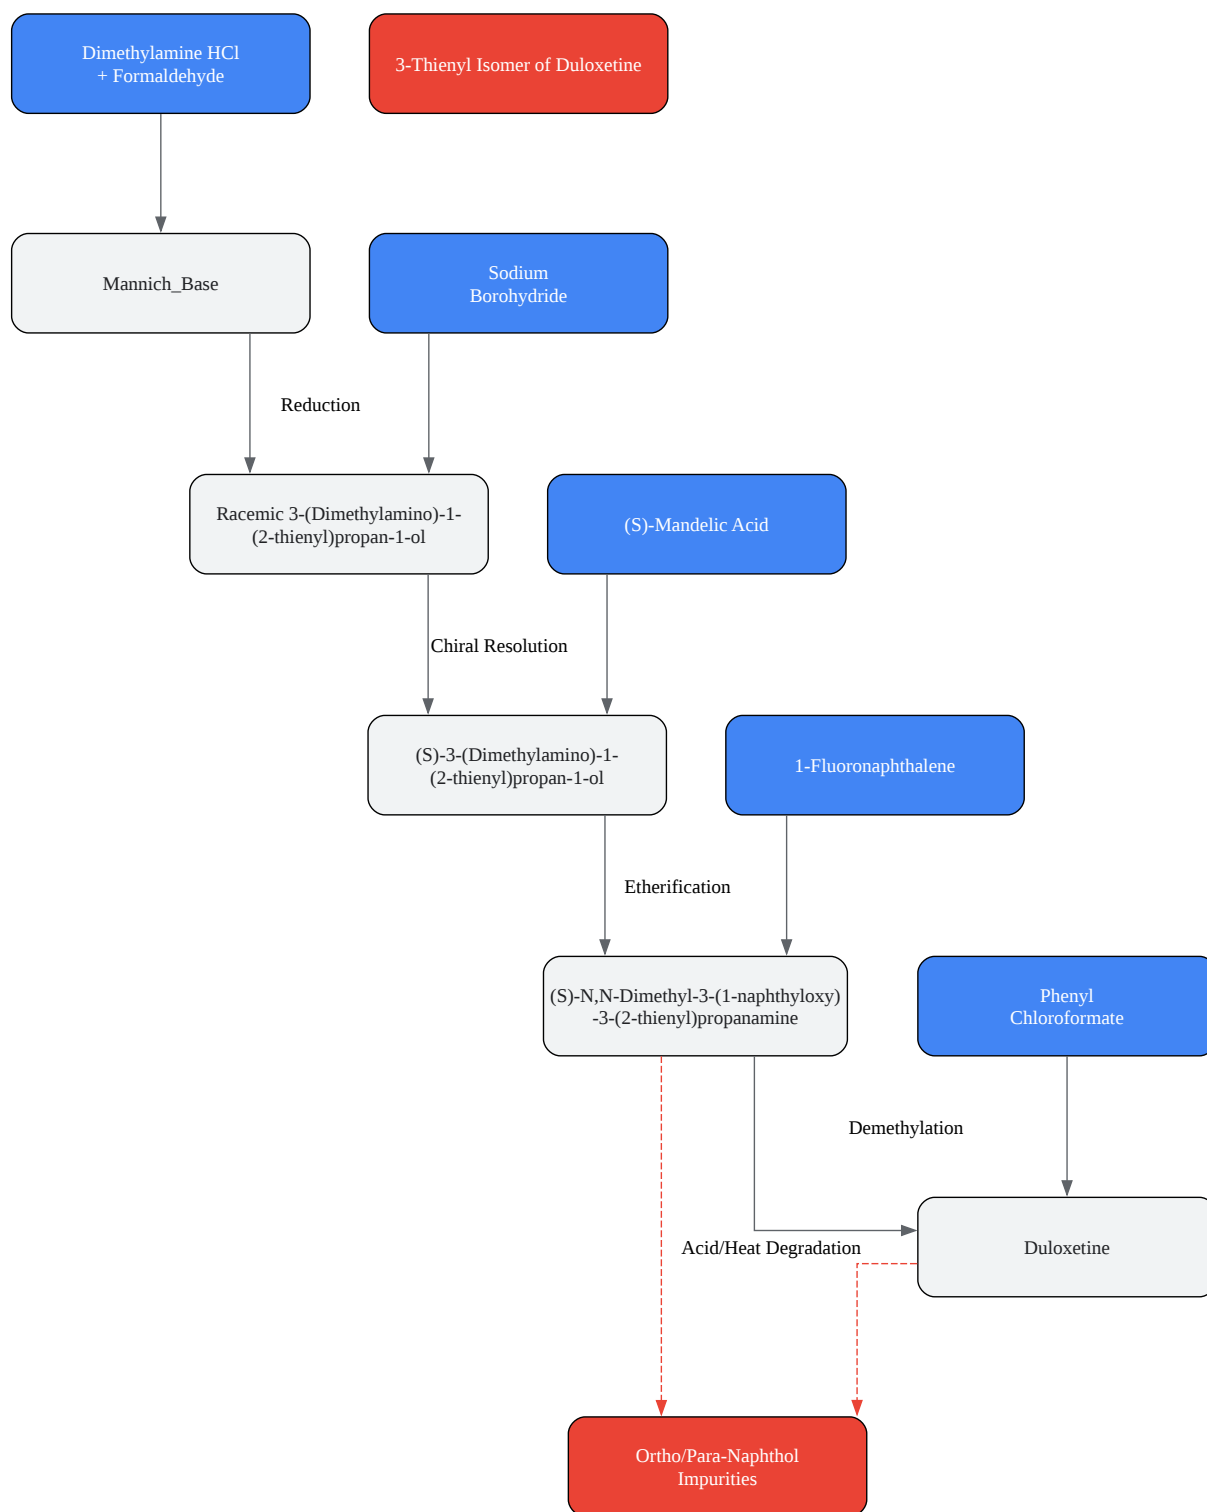 Dimethylamine HCl
+ Formaldehyde
3-Thienyl Isomer of Duloxetine
Mannich_Base
Sodium
Borohydride
Reduction
Racemic 3-(Dimethylamino)-1-
(2-thienyl)propan-1-ol
(S)-Mandelic Acid
Chiral Resolution
(S)-3-(Dimethylamino)-1-
(2-thienyl)propan-1-ol
1-Fluoronaphthalene
Etherification
(S)-N,N-Dimethyl-3-(1-naphthyloxy)
-3-(2-thienyl)propanamine
Phenyl
Chloroformate
Demethylation
Acid/Heat Degradation
Duloxetine
Ortho/Para-Naphthol
Impurities